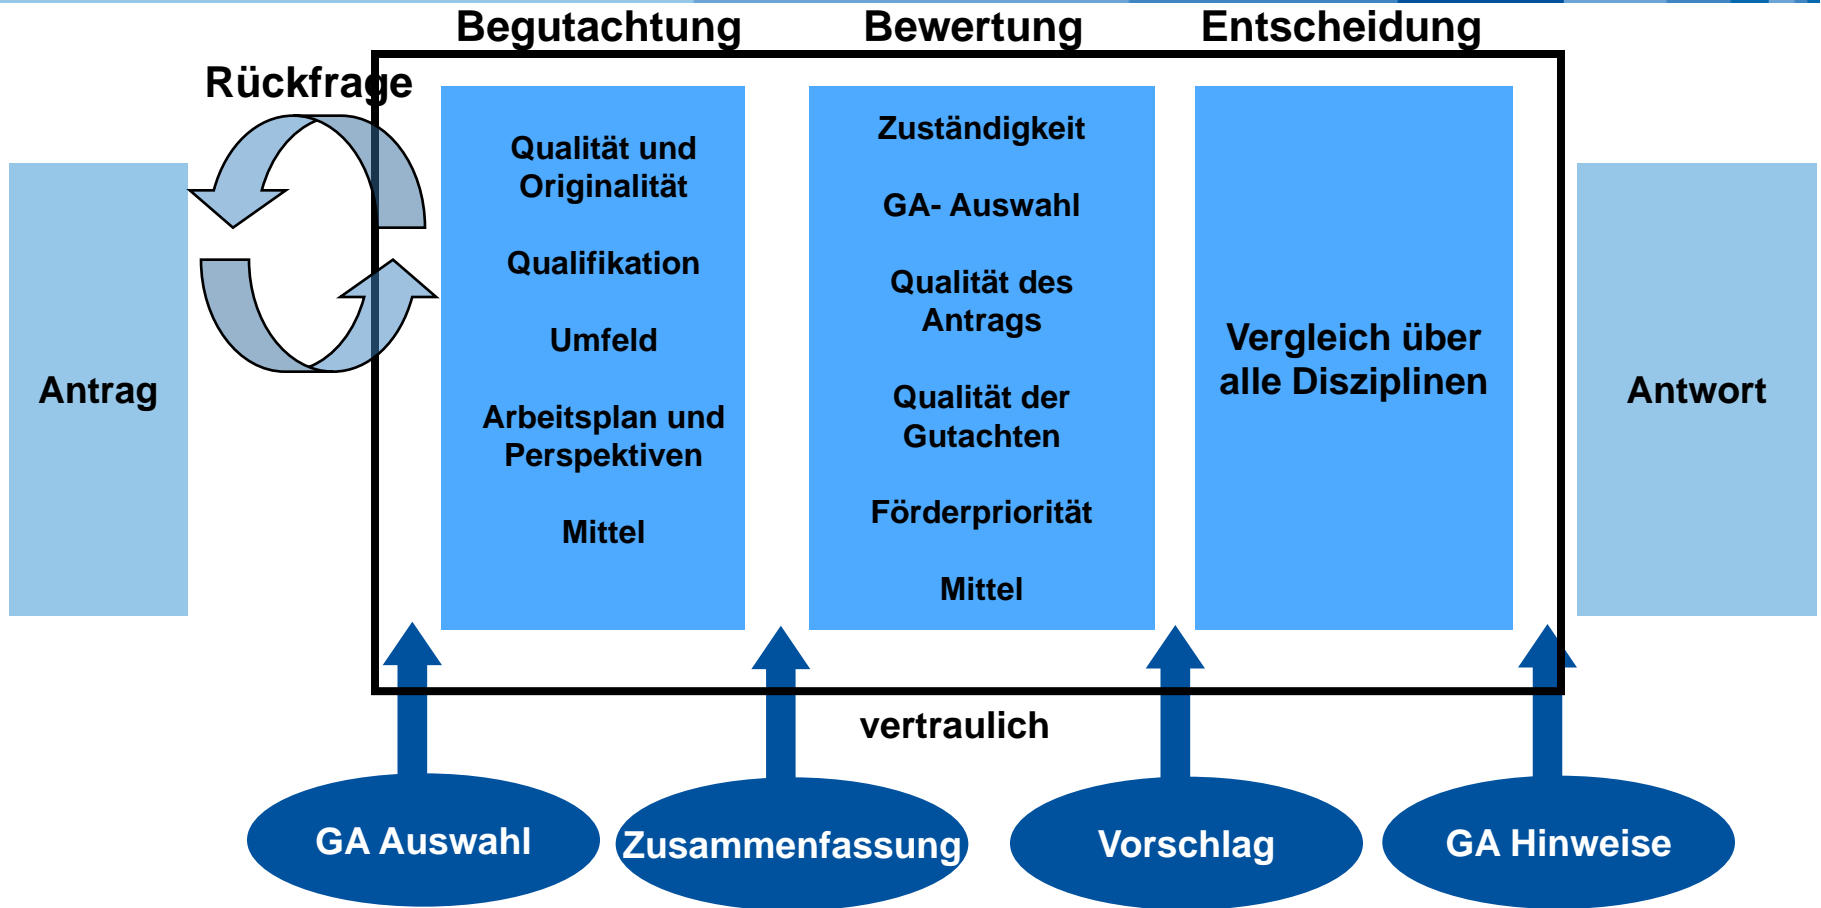 Begutachtung
Bewertung
Entscheidung
Rückfrage
Antrag
Qualität und
Originalität
Qualifikation
Umfeld
Arbeitsplan und
Perspektiven
Mittel
Zuständigkeit
GA- Auswahl
Qualität des
Antrags
Qualität der
Gutachten
Förderpriorität
Mittel
Vergleich über
alle Disziplinen
Antwort
vertraulich
GA Auswahl
Zusammenfassung
Vorschlag
GA Hinweise